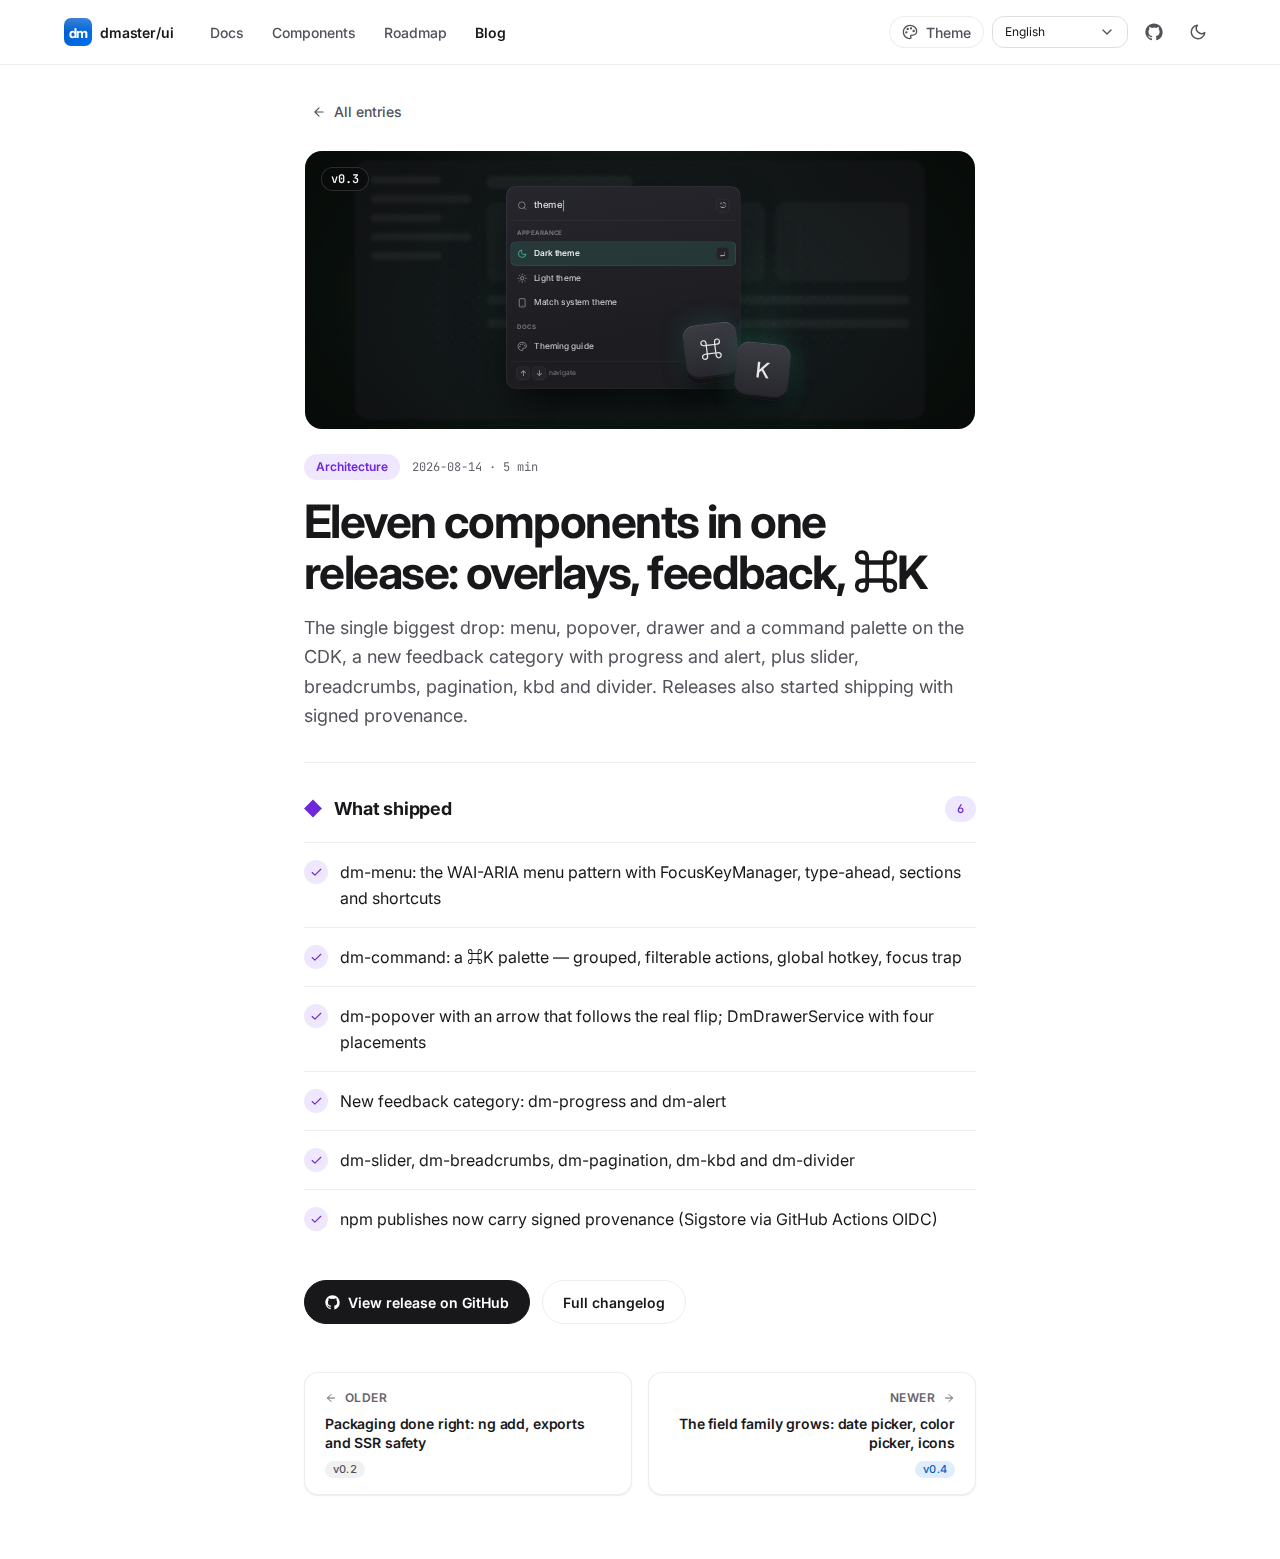 dm dmaster/ui Docs Components Roadmap Blog Theme English
All entries
v0.3
theme
APPEARANCE
Dark theme
Light theme
Match system theme
DOCS
Theming guide
navigate
⌘
K
Architecture 2026-08-14 · 5 min
Eleven components in one
release: overlays, feedback, ⌘K
The single biggest drop: menu, popover, drawer and a command palette on the
CDK, a new feedback category with progress and alert, plus slider,
breadcrumbs, pagination, kbd and divider. Releases also started shipping with
signed provenance.
What shipped 6
dm-menu: the WAI-ARIA menu pattern with FocusKeyManager, type-ahead, sections
and shortcuts
dm-command: a ⌘K palette — grouped, filterable actions, global hotkey, focus trap
dm-popover with an arrow that follows the real flip; DmDrawerService with four
placements
New feedback category: dm-progress and dm-alert
dm-slider, dm-breadcrumbs, dm-pagination, dm-kbd and dm-divider
npm publishes now carry signed provenance (Sigstore via GitHub Actions OIDC)
View release on GitHub Full changelog
OLDER
Packaging done right: ng add, exports
and SSR safety
v0.2
NEWER
The field family grows: date picker, color
picker, icons
v0.4